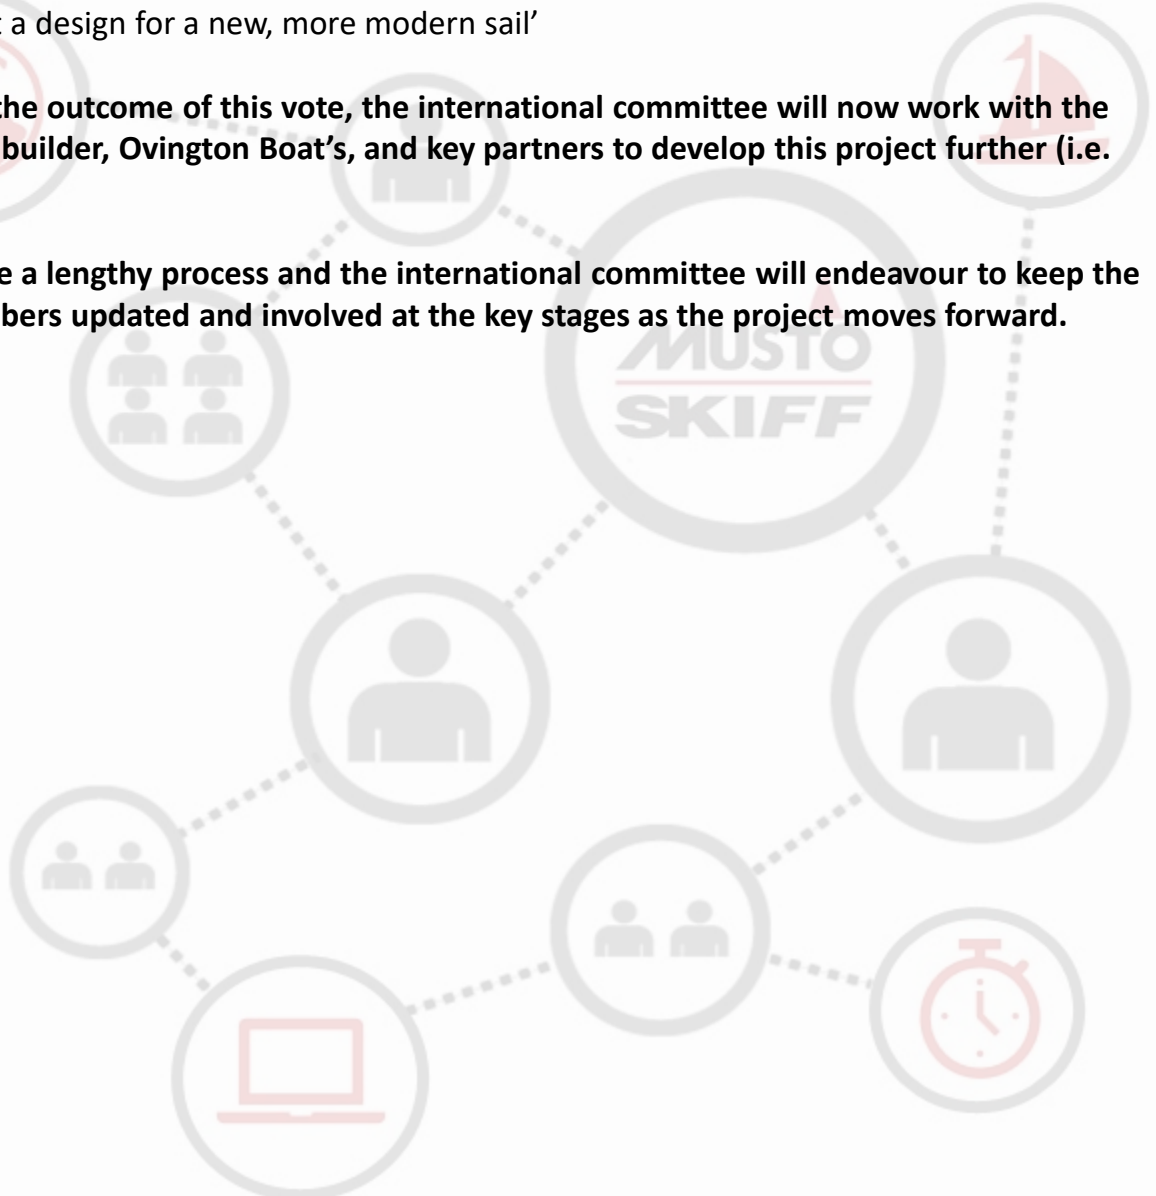 a design for a new, more modern sail’
the outcome of this vote, the international committee will now work with the
builder, Ovington Boat’s, and key partners to develop this project further (i.e.
e a lengthy process and the international committee will endeavour to keep the
bers updated and involved at the key stages as the project moves forward.
MUSTO
SKIFF